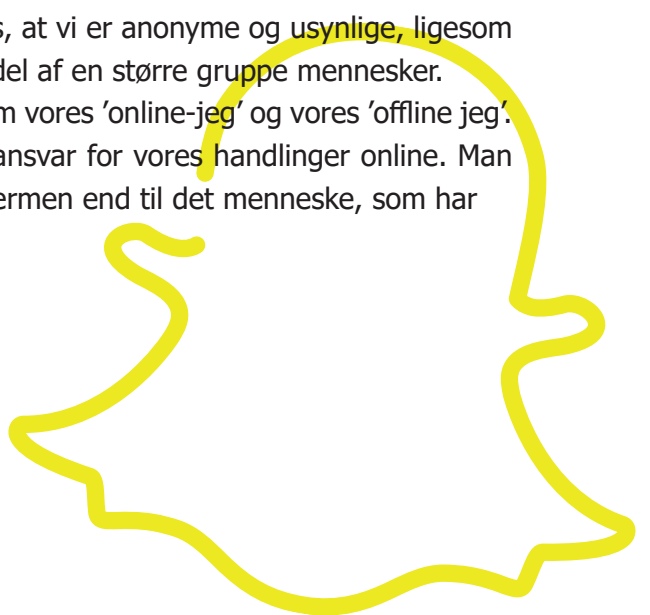 s, at vi er anonyme og usynlige, ligesom
del af en større gruppe mennesker.
m vores ’online-jeg’ og vores ’offline jeg’.
ansvar for vores handlinger online. Man
ermen end til det menneske, som har